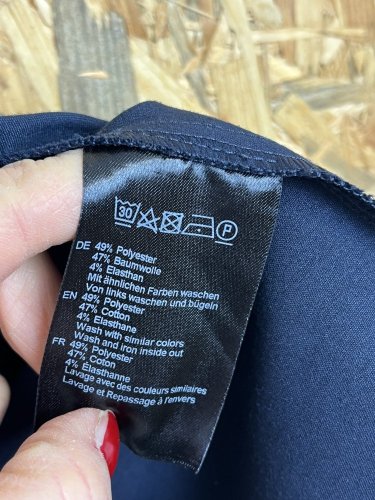 30 P
DE 49% Polyester
47% Baumwolle
4% Elasthan
Mit ähnlichen Farben waschen
Von links waschen und bügeln
EN 49% Polyester
47% Cotton
4% Elasthane
Wash with similar colors
Wash and iron inside out
FR 49% Polyester
47% Coton
4% Elasthanne
Lavage avec des couleurs similaires
Lavage et Repassage à l'envers